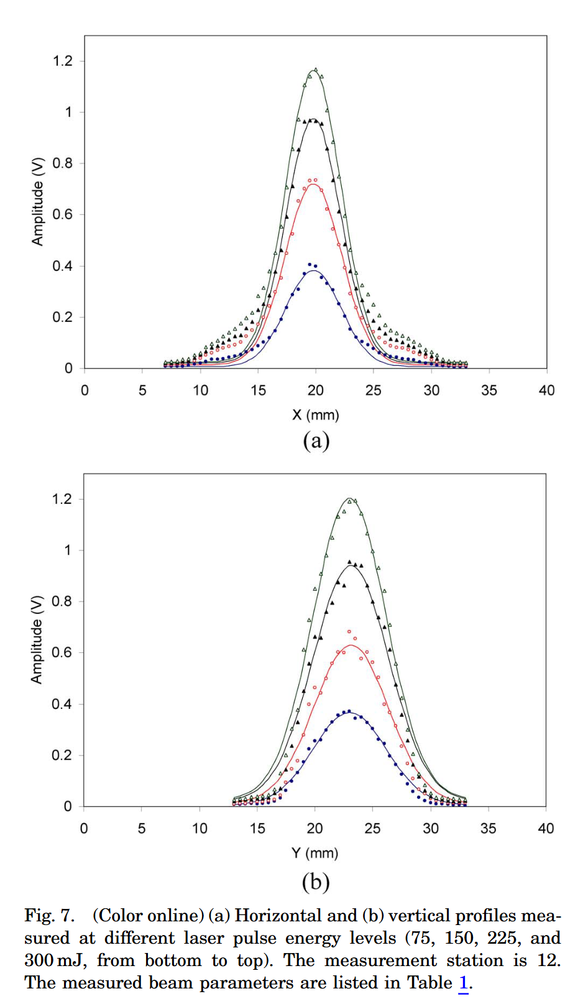 1.2
1
0.8
0.6
0.4
0.2
0
Amplitude (V)
0 5 10 15 20 25 30 35 40
X (mm)
(a)
1.2
1
0.8
0.6
0.4
0.2
0
Amplitude (V)
0 5 10 15 20 25 30 35 40
Y (mm)
(b)
Fig. 7. (Color online) (a) Horizontal and (b) vertical profiles mea-
sured at different laser pulse energy levels (75, 150, 225, and
300 mJ, from bottom to top). The measurement station is 12.
The measured beam parameters are listed in Table 1.